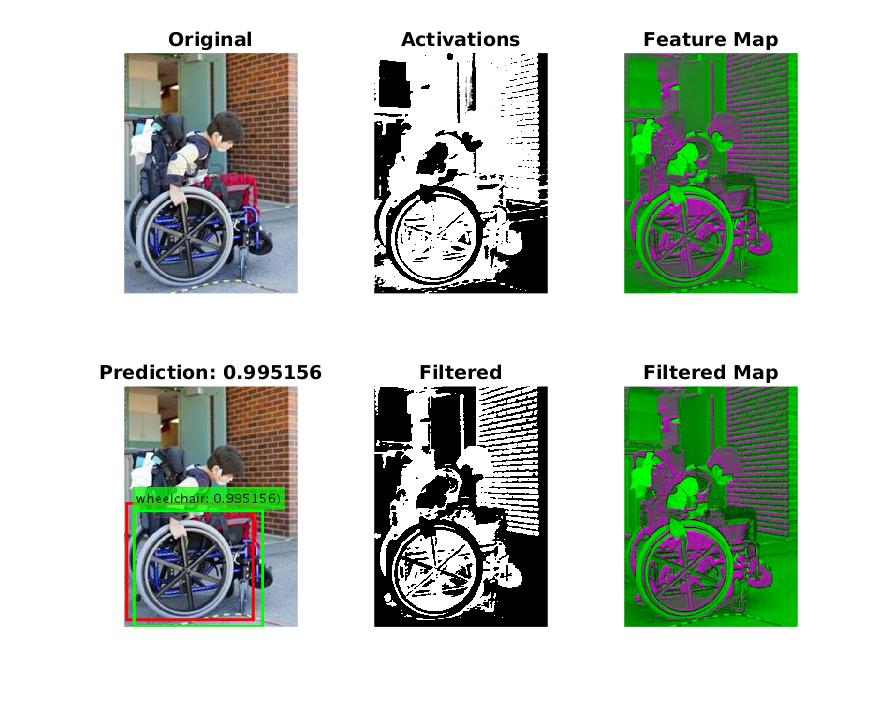 Original
Activations
Feature Map
Prediction: 0.995156
Filtered
Filtered Map
wheelchair: 0.995156)